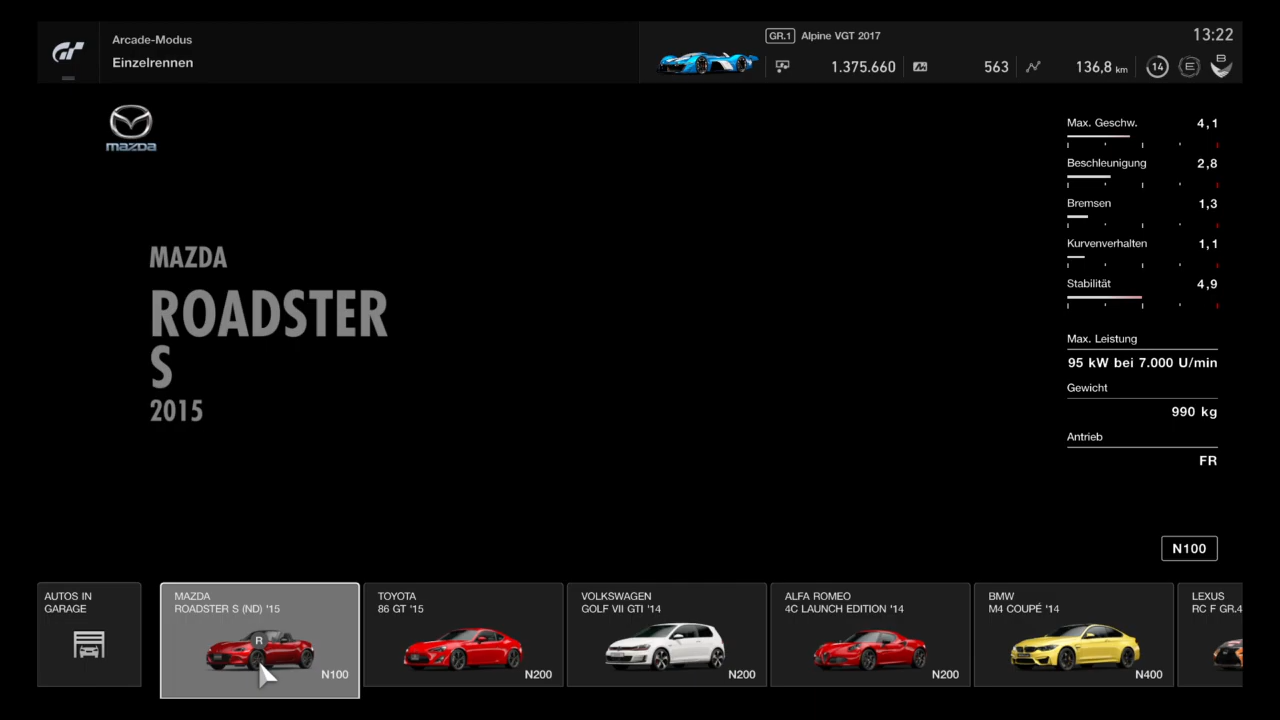 Arcade-Modus
Einzelrennen
GR.1 Alpine VGT 2017
13:22
1.375.660
563
136,8 km
14
E
B
mazda
MAZDA
ROADSTER
S
2015
Max. Geschw. 4,1
Beschleunigung 2,8
Bremsen 1,3
Kurvenverhalten 1,1
Stabilität 4,9
Max. Leistung
95 kW bei 7.000 U/min
Gewicht
990 kg
Antrieb
FR
N100
AUTOS IN
GARAGE
MAZDA
ROADSTER S (ND) '15
R
N100
TOYOTA
86 GT '15
N200
VOLKSWAGEN
GOLF VII GTI '14
N200
ALFA ROMEO
4C LAUNCH EDITION '14
N200
BMW
M4 COUPÉ '14
N400
LEXUS
RC F GR.4